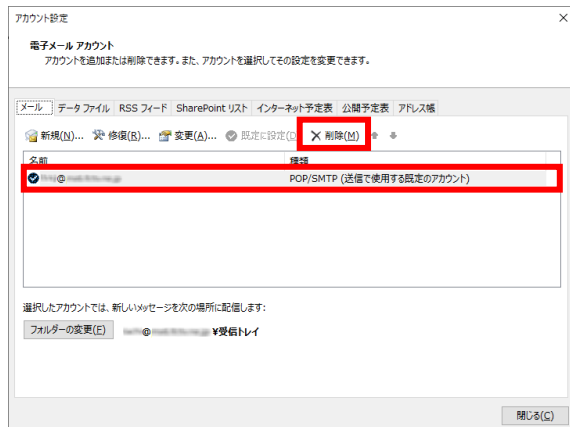 アカウント設定
電子メール アカウント
アカウントを追加または削除できます。また、アカウントを選択してその設定を変更できます。
メール データ ファイル RSS フィード SharePoint リスト インターネット予定表 公開予定表 アドレス帳
新規(N)... 修復(R)... 変更(A)... 既定に設定(D) 削除(M)
名前 種類
@ POP/SMTP (送信で使用する既定のアカウント)
選択したアカウントでは、新しいメッセージを次の場所に配信します:
フォルダーの変更(F) @ ¥受信トレイ
閉じる(C)